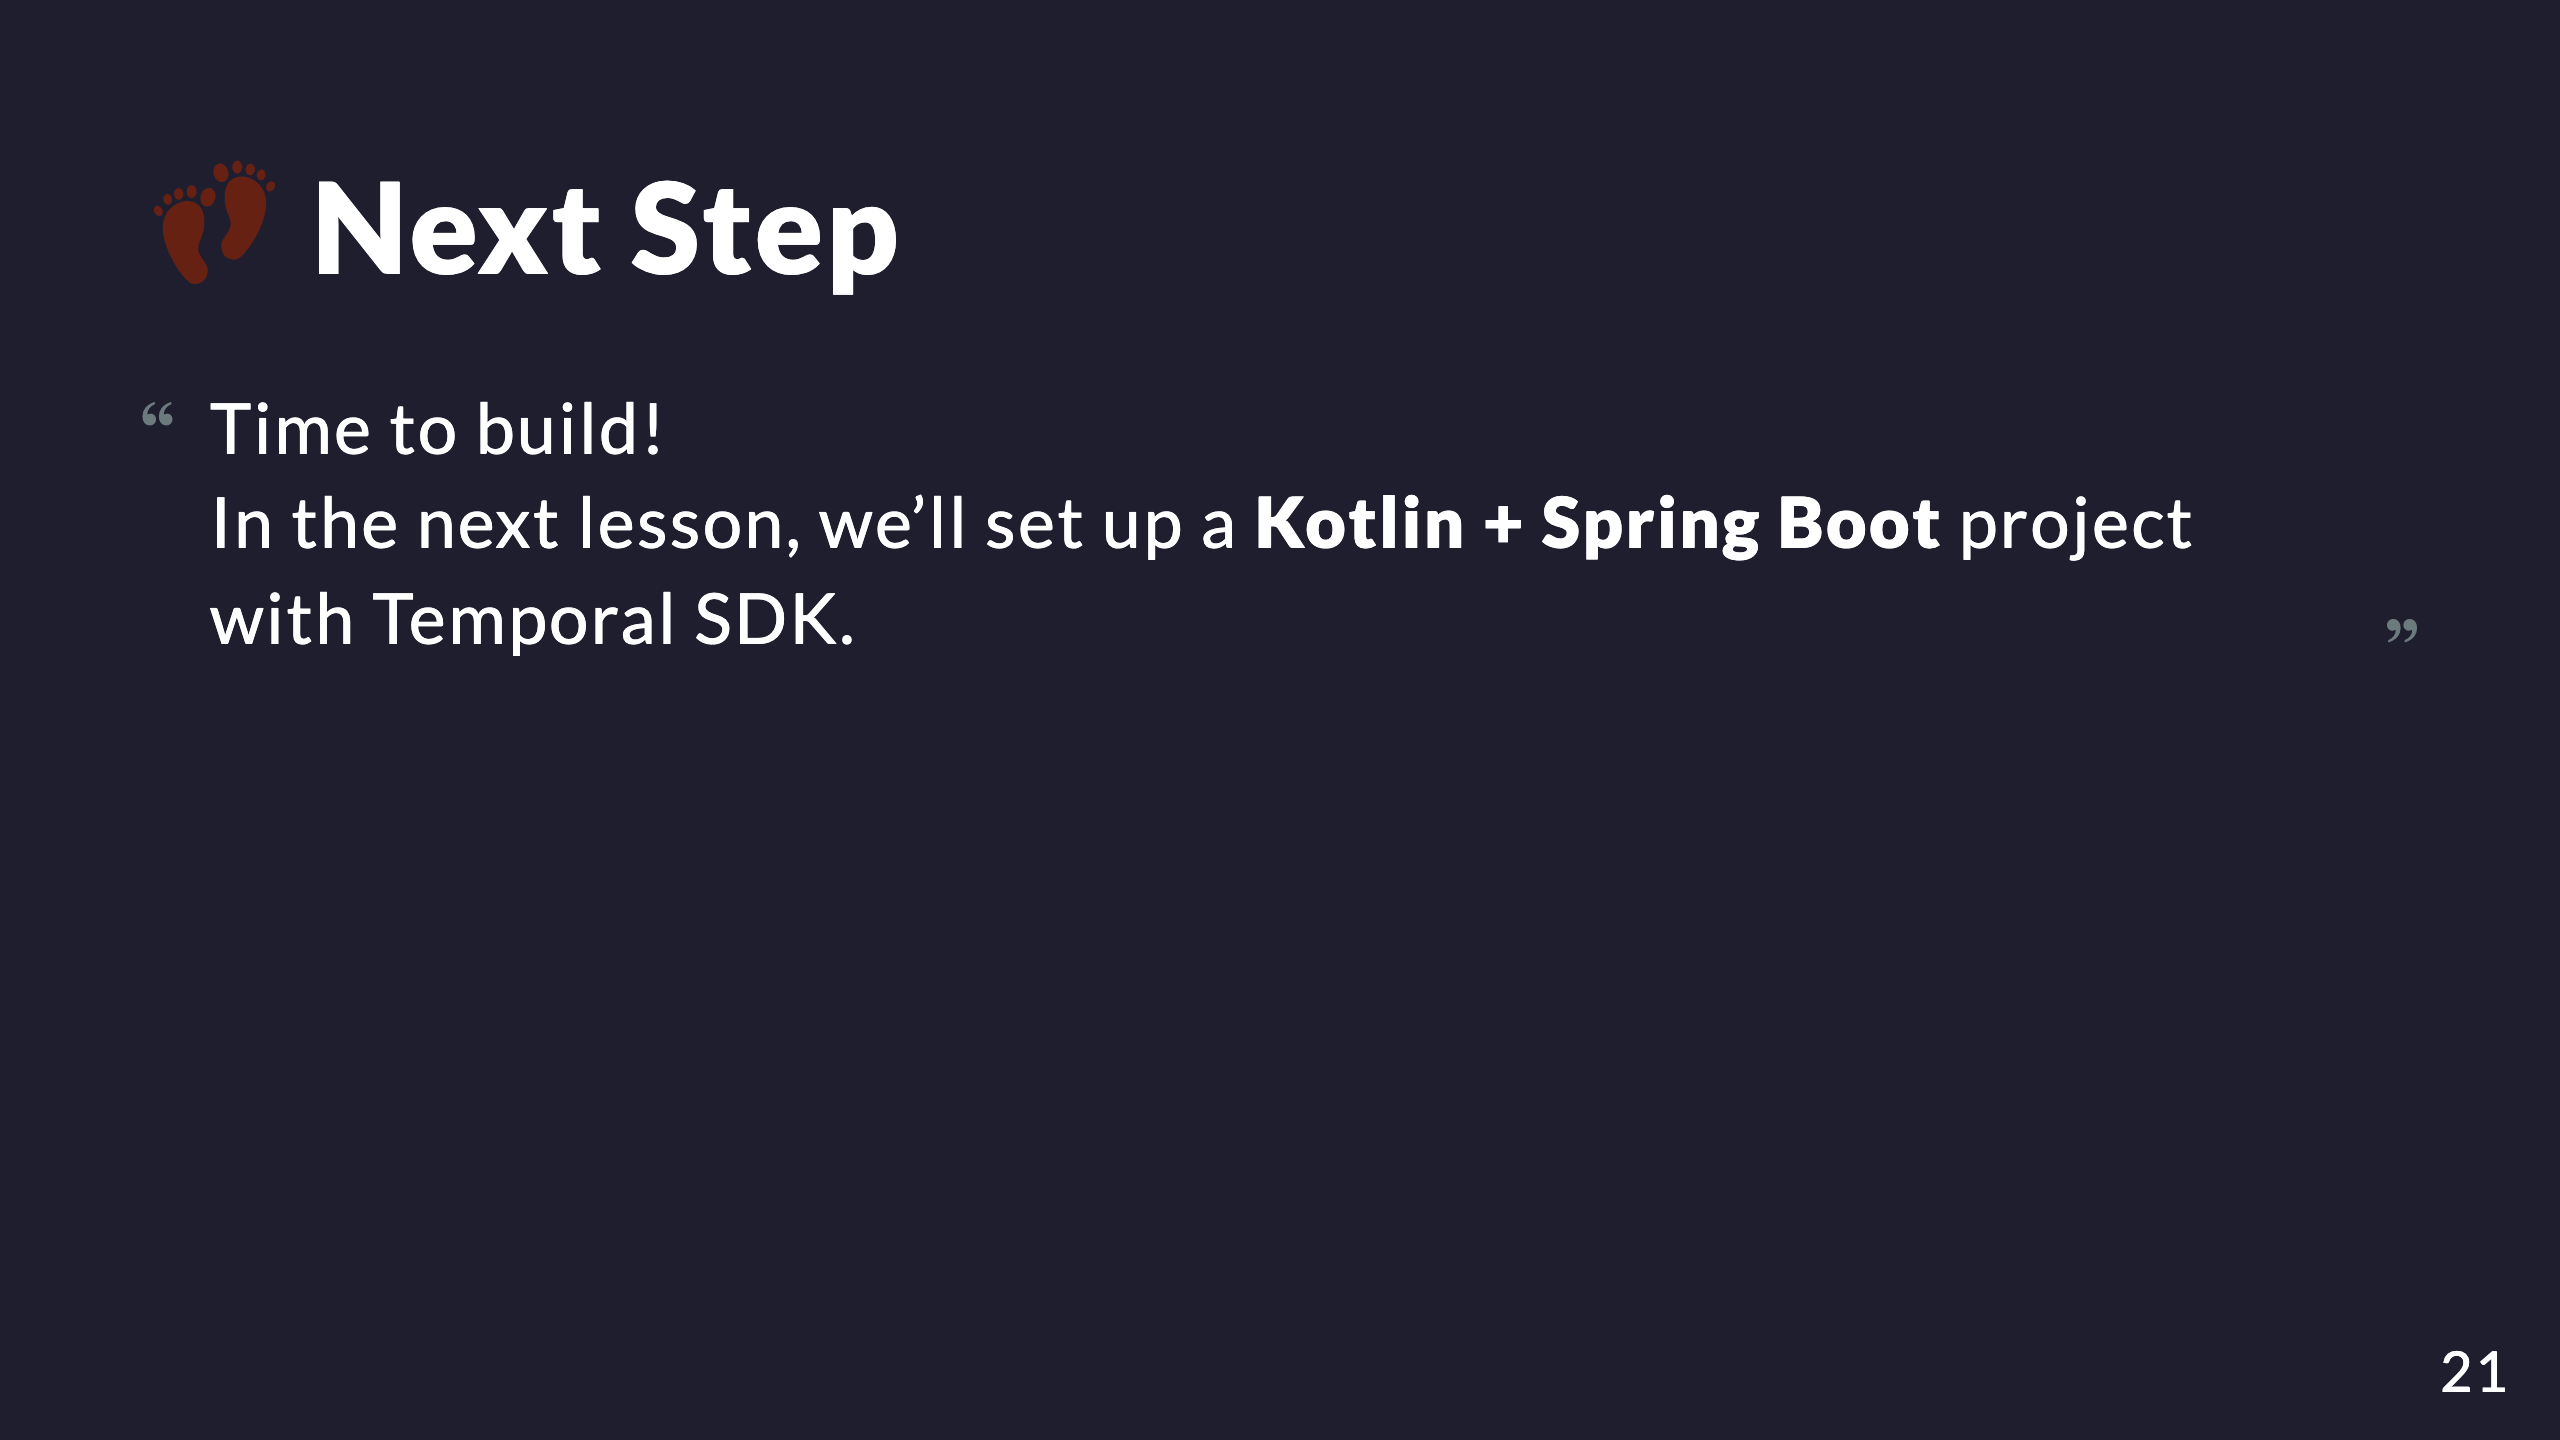 👣 Next Step
“ Time to build!
In the next lesson, we’ll set up a Kotlin + Spring Boot project
with Temporal SDK. ”
21